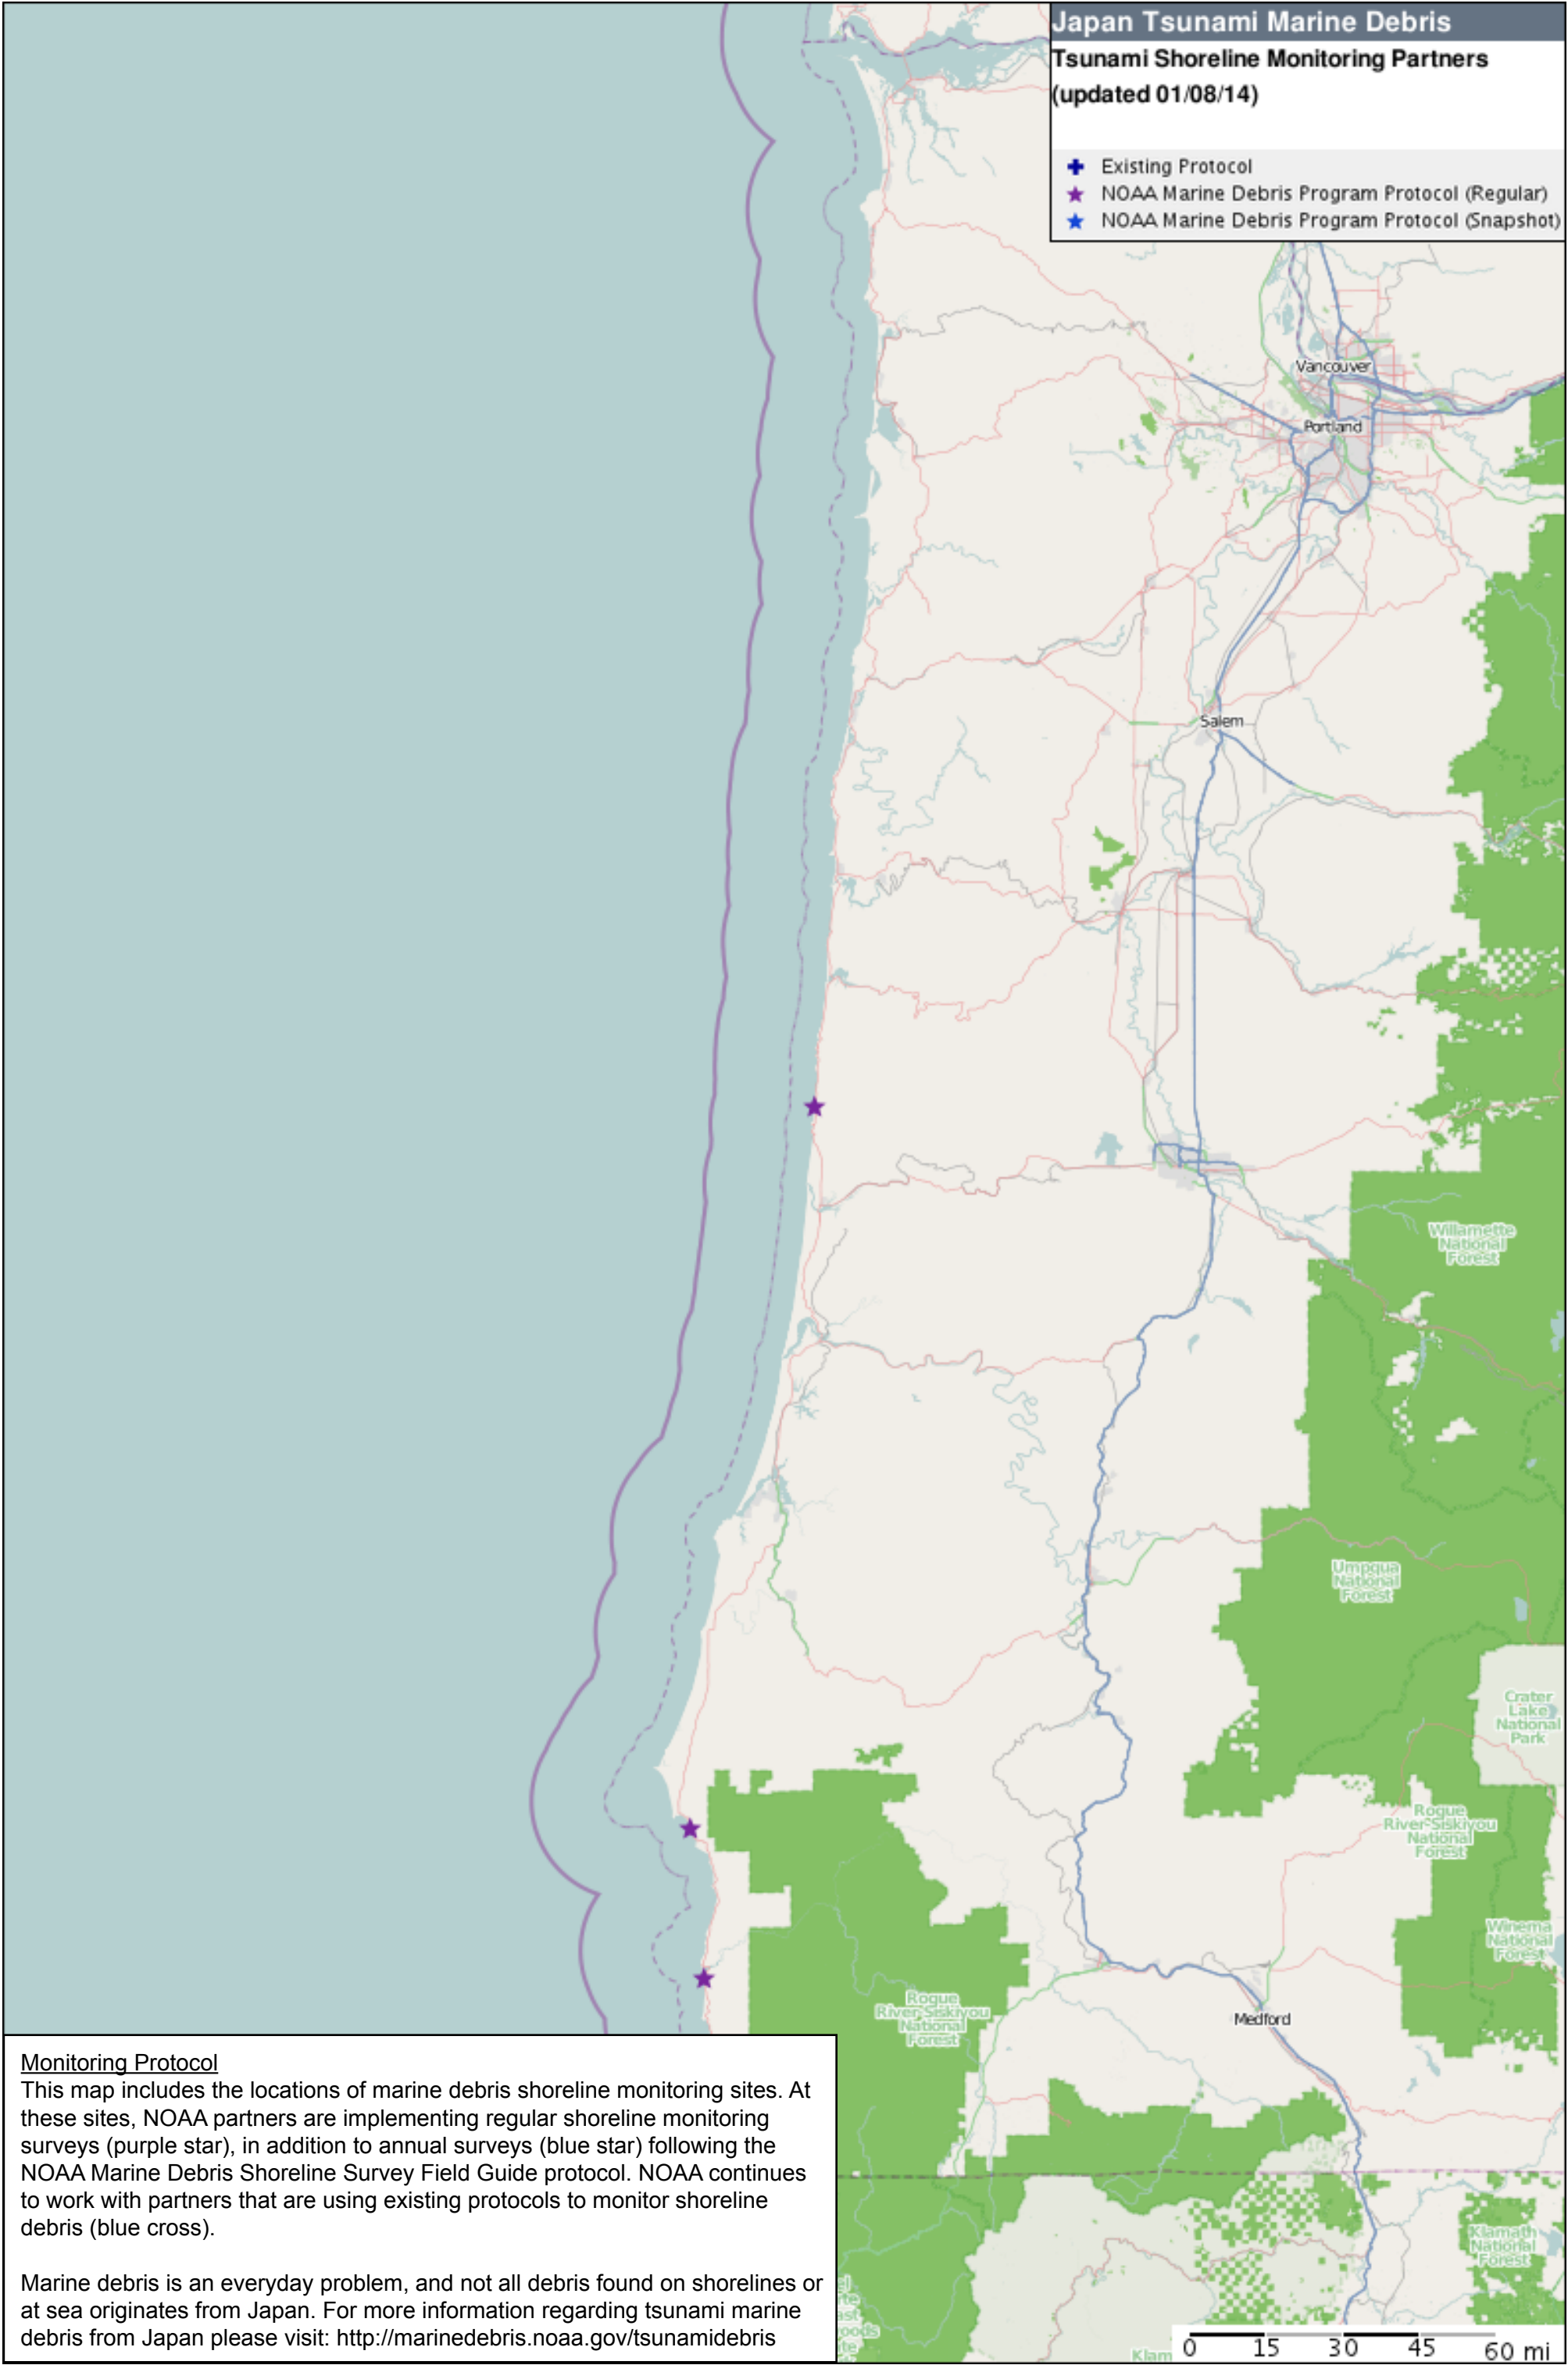 Japan Tsunami Marine Debris
Tsunami Shoreline Monitoring Partners
(updated 01/08/14)
Existing Protocol
NOAA Marine Debris Program Protocol (Regular)
NOAA Marine Debris Program Protocol (Snapshot)
Vancouver
Portland
Salem
Willamette
National
Forest
Umpqua
National
Forest
Crater
Lake
National
Park
Rogue
River-Siskiyou
National
Forest
Winema
National
Forest
Rogue
River-Siskiyou
National
Forest
Medford
Klamath
National
Forest
Monitoring Protocol
This map includes the locations of marine debris shoreline monitoring sites. At
these sites, NOAA partners are implementing regular shoreline monitoring
surveys (purple star), in addition to annual surveys (blue star) following the
NOAA Marine Debris Shoreline Survey Field Guide protocol. NOAA continues
to work with partners that are using existing protocols to monitor shoreline
debris (blue cross).
Marine debris is an everyday problem, and not all debris found on shorelines or
at sea originates from Japan. For more information regarding tsunami marine
debris from Japan please visit: http://marinedebris.noaa.gov/tsunamidebris
Klam
0 15 30 45 60 mi